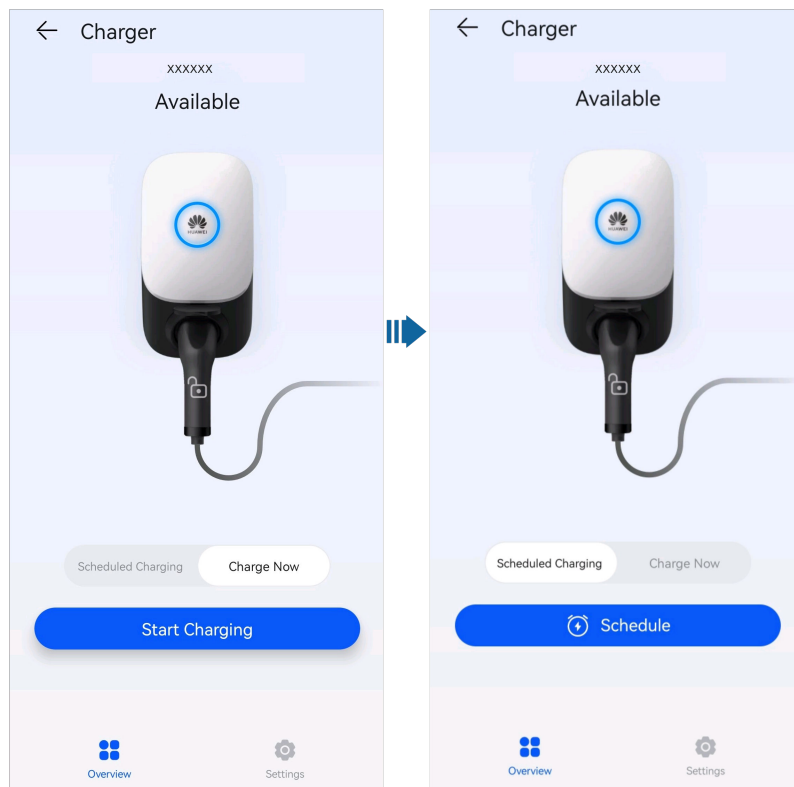 Charger
xxxxxx
Available
HUAWEI
Scheduled Charging
Charge Now
Start Charging
Overview
Settings
Charger
xxxxxx
Available
HUAWEI
Scheduled Charging
Charge Now
Schedule
Overview
Settings